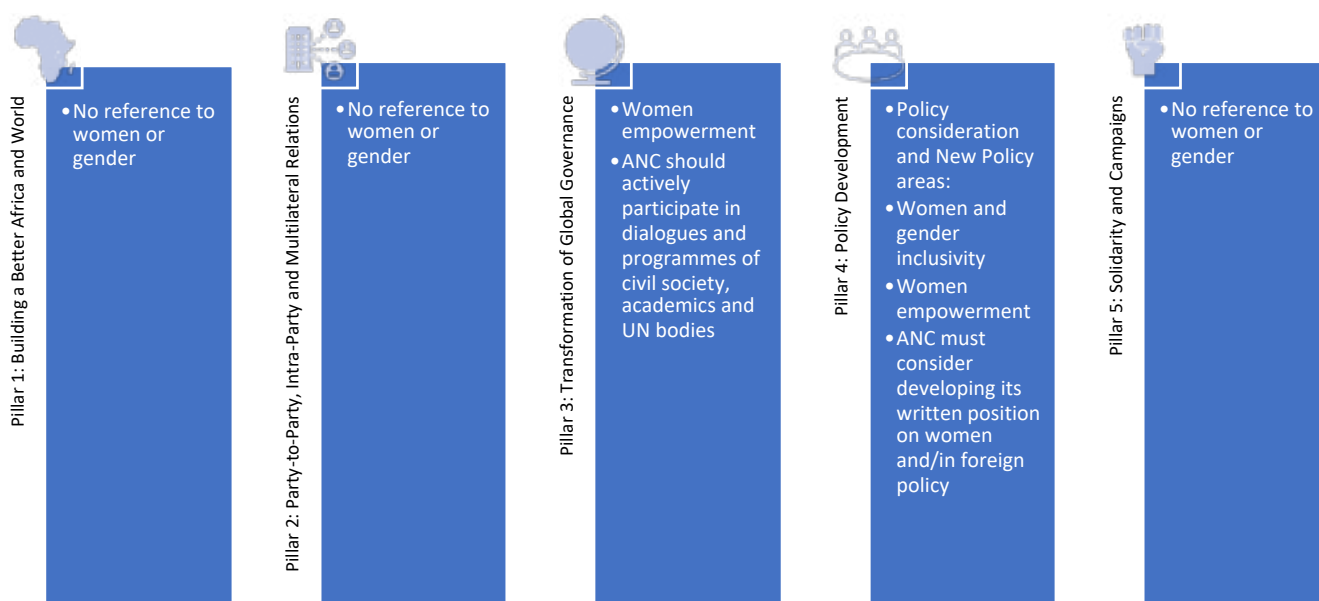 Pillar 1: Building a Better Africa and World
•No reference to
women or
gender
Pillar 2: Party-to-Party, Intra-Party and Multilateral Relations
•No reference to
women or
gender
Pillar 3: Transformation of Global Governance
•Women
empowerment
•ANC should
actively
participate in
dialogues and
programmes of
civil society,
academics and
UN bodies
Pillar 4: Policy Development
•Policy
consideration
and New Policy
areas:
•Women and
gender
inclusivity
•Women
empowerment
•ANC must
consider
developing its
written position
on women
and/in foreign
policy
Pillar 5: Solidarity and Campaigns
•No reference to
women or
gender